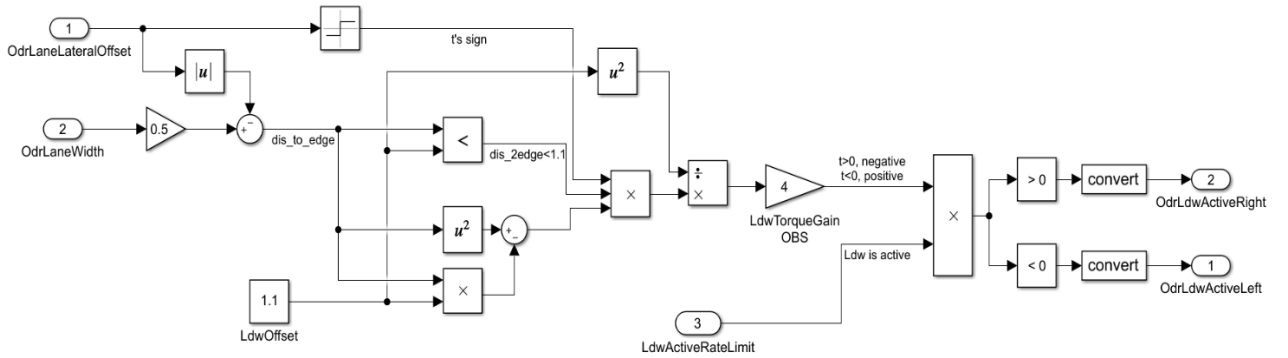 1
OdrLaneLateralOffset
t's sign
|u|
u²
2
OdrLaneWidth
0.5
+
−
dis_to_edge
<
dis_2edge<1.1
×
÷
×
4
LdwTorqueGain
OBS
t>0, negative
t<0, positive
×
> 0
convert
2
OdrLdwActiveRight
u²
+
−
Ldw is active
< 0
convert
1
OdrLdwActiveLeft
1.1
LdwOffset
×
3
LdwActiveRateLimit